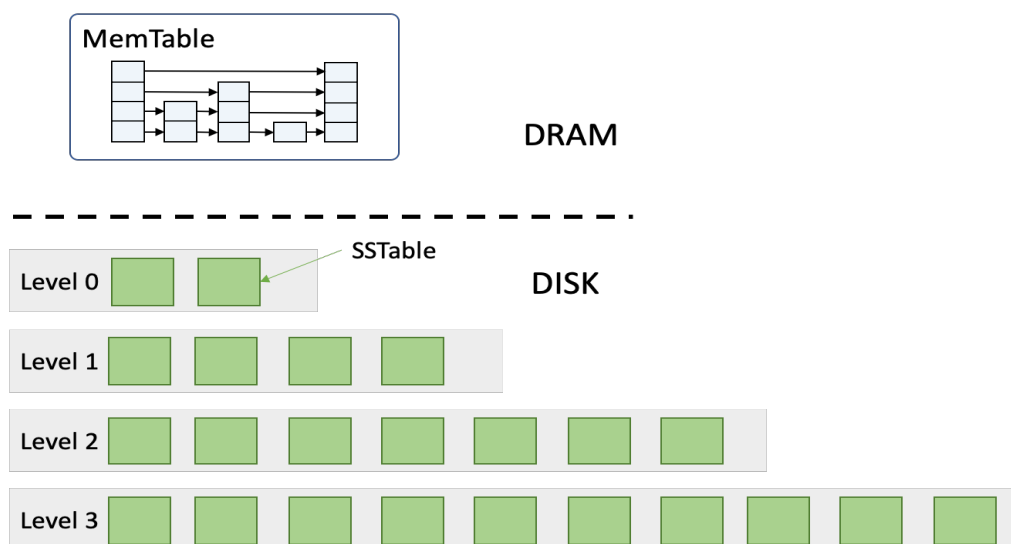 MemTable
DRAM
SSTable
Level 0
DISK
Level 1
Level 2
Level 3